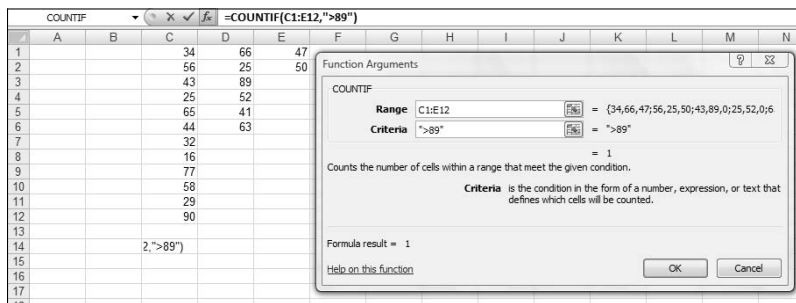 COUNTIF fx =COUNTIF(C1:E12,">89")
A B C D E F G H I J K L M N
1 34 66 47
2 56 25 50
3 43 89
4 25 52
5 65 41
6 44 63
7 32
8 16
9 77
10 58
11 29
12 90
13
14 2,">89")
15
16
17
Function Arguments
COUNTIF
Range C1:E12 = {34,66,47;56,25,50;43,89,0;25,52,0;6
Criteria ">89" = ">89"
= 1
Counts the number of cells within a range that meet the given condition.
Criteria is the condition in the form of a number, expression, or text that
defines which cells will be counted.
Formula result = 1
Help on this function
OK Cancel